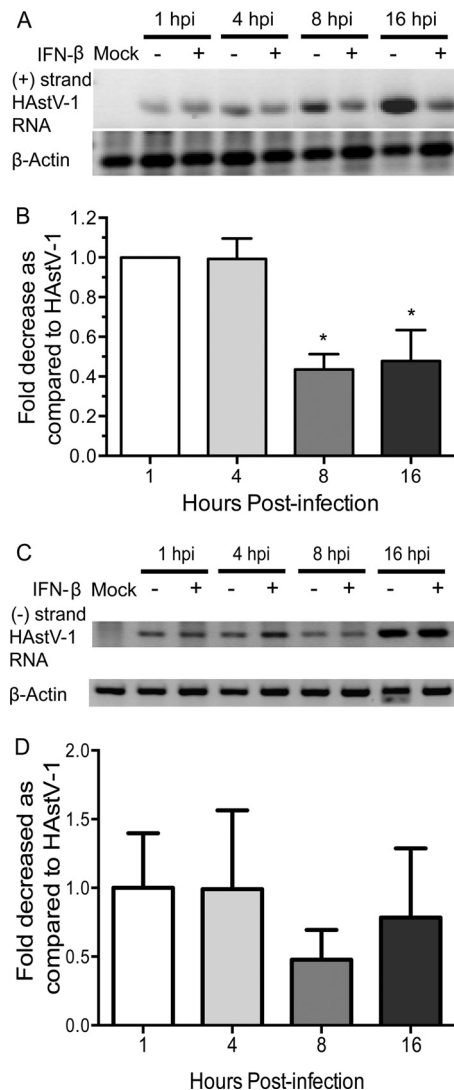 A
1 hpi 4 hpi 8 hpi 16 hpi
IFN-β Mock - + - + - + - +
(+) strand
HAstV-1
RNA
β-Actin
B
Fold decrease as
compared to HAstV-1
1.2
1.0
0.8
0.6
0.4
0.2
0.0
* *
1 4 8 16
Hours Post-infection
C
1 hpi 4 hpi 8 hpi 16 hpi
IFN-β Mock - + - + - + - +
(-) strand
HAstV-1
RNA
β-Actin
D
Fold decreased as
compared to HAstV-1
2.0
1.5
1.0
0.5
0.0
1 4 8 16
Hours Post-infection